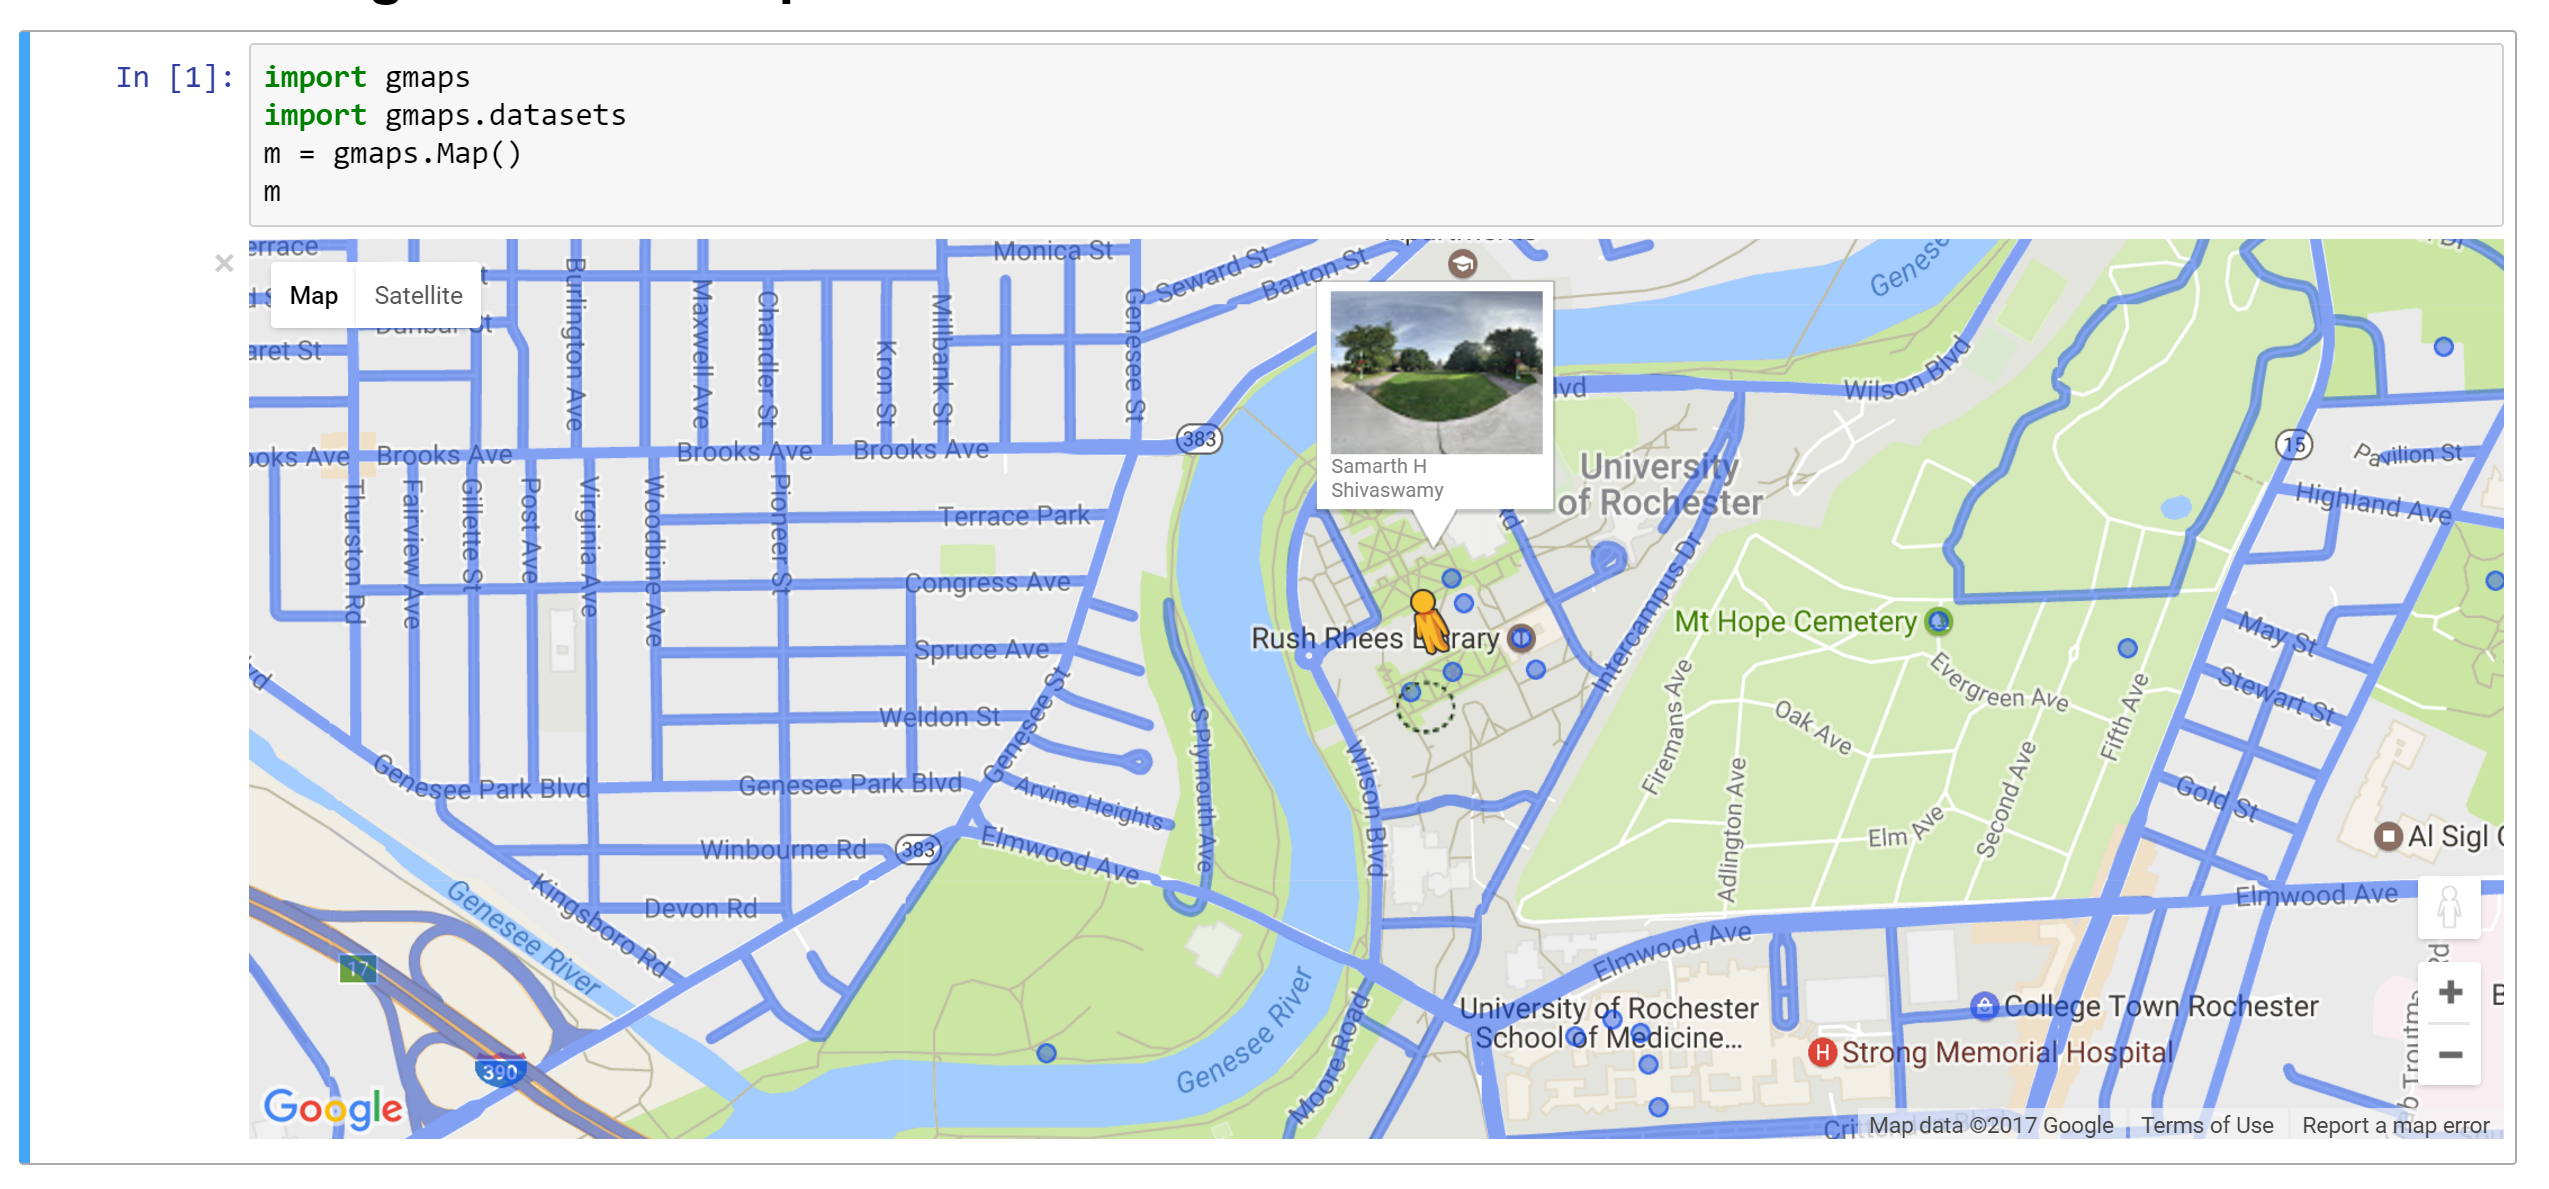 In [1]:
import gmaps
import gmaps.datasets
m = gmaps.Map()
m
×
Map
Satellite
Monica St
Seward St
Barton St
Dunbar St
Burlington Ave
Maxwell Ave
Chandler St
Kron St
Millbank St
Genesee St
383
Wilson Blvd
Samarth H
Shivaswamy
University
of Rochester
15
Pavilion St
Highland Ave
Brooks Ave
Brooks Ave
Brooks Ave
Thurston Rd
Fairview Ave
Gillette St
Post Ave
Virginia Ave
Woodbine Ave
Pioneer St
Terrace Park
Congress Ave
Spruce Ave
Weldon St
Genesee St
Genesee Park Blvd
Genesee Park Blvd
Arvine Heights
S Plymouth Ave
Rush Rhees Library
Intercampus Dr
Mt Hope Cemetery
Evergreen Ave
Firemans Ave
Oak Ave
Adlington Ave
Elm Ave
Second Ave
Fifth Ave
May St
Stewart St
Gold St
Wilson Blvd
Winbourne Rd
383
Elmwood Ave
Devon Rd
Kingsboro Rd
Genesee River
17
390
Al Sigl
Elmwood Ave
Elmwood Ave
Genesee River
Moore Road
University of Rochester
School of Medicine...
College Town Rochester
H
Strong Memorial Hospital
+
−
Google
Map data ©2017 Google
Terms of Use
Report a map error